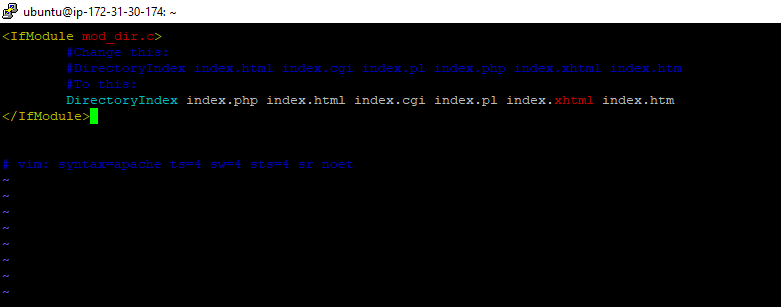 ubuntu@ip-172-31-30-174: ~
<IfModule mod_dir.c>
#Change this:
#DirectoryIndex index.html index.cgi index.pl index.php index.xhtml index.htm
#To this:
DirectoryIndex index.php index.html index.cgi index.pl index.xhtml index.htm
</IfModule>
# vim: syntax=apache ts=4 sw=4 sts=4 sr noet
~
~
~
~
~
~
~
~